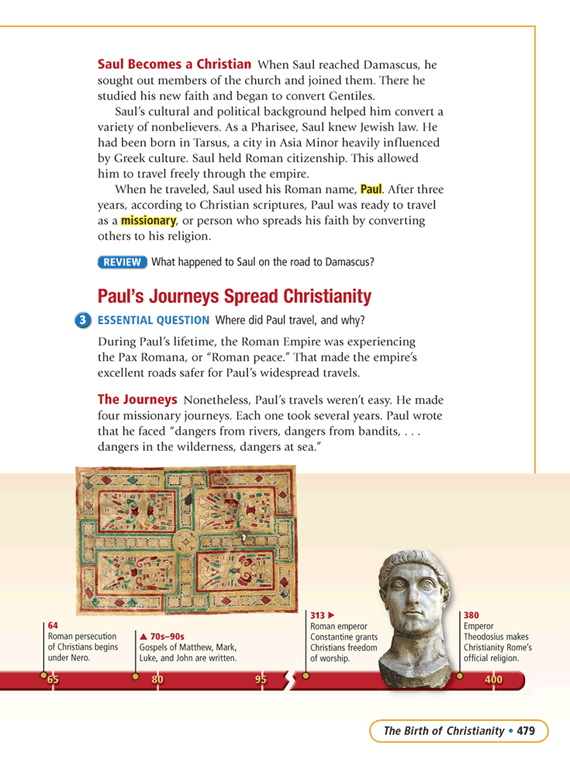 Saul Becomes a Christian When Saul reached Damascus, he
sought out members of the church and joined them. There he
studied his new faith and began to convert Gentiles.
Saul's cultural and political background helped him convert a
variety of nonbelievers. As a Pharisee, Saul knew Jewish law. He
had been born in Tarsus, a city in Asia Minor heavily influenced
by Greek culture. Saul held Roman citizenship. This allowed
him to travel freely through the empire.
When he traveled, Saul used his Roman name, Paul. After three
years, according to Christian scriptures, Paul was ready to travel
as a missionary, or person who spreads his faith by converting
others to his religion.
REVIEW What happened to Saul on the road to Damascus?
Paul's Journeys Spread Christianity
3 ESSENTIAL QUESTION Where did Paul travel, and why?
During Paul's lifetime, the Roman Empire was experiencing
the Pax Romana, or “Roman peace.” That made the empire's
excellent roads safer for Paul's widespread travels.
The Journeys Nonetheless, Paul's travels weren't easy. He made
four missionary journeys. Each one took several years. Paul wrote
that he faced “dangers from rivers, dangers from bandits, . . .
dangers in the wilderness, dangers at sea.”
64
Roman persecution
of Christians begins
under Nero.
▲ 70s–90s
Gospels of Matthew, Mark,
Luke, and John are written.
313 ▶
Roman emperor
Constantine grants
Christians freedom
of worship.
380
Emperor
Theodosius makes
Christianity Rome's
official religion.
65 80 95 400
The Birth of Christianity • 479